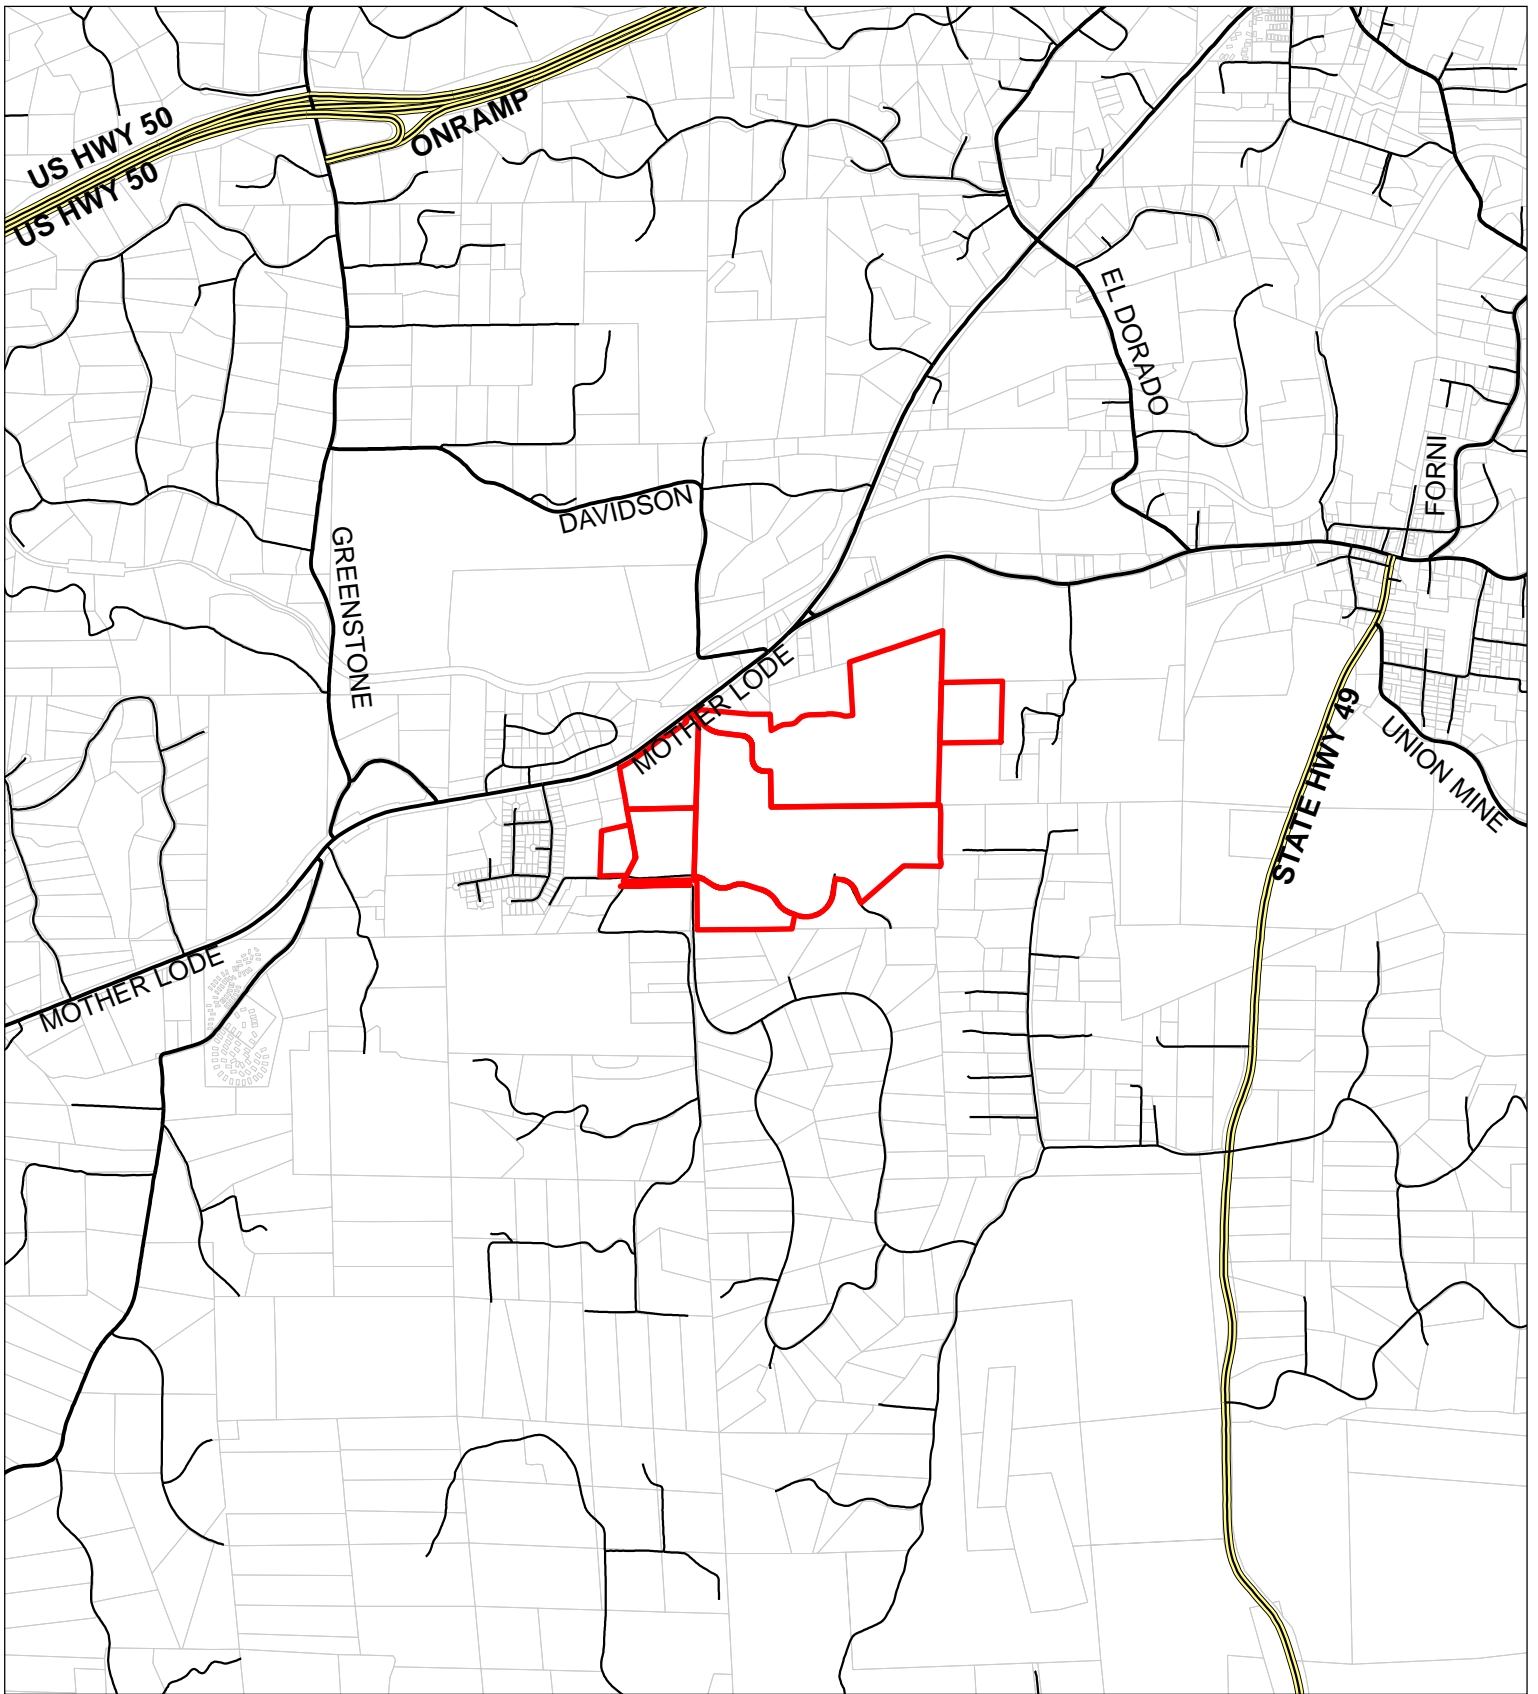 US HWY 50
ONRAMP
US HWY 50
EL DORADO
FORNI
DAVIDSON
GREENSTONE
MOTHER LODE
STATE HWY 49
UNION MINE
MOTHER LODE